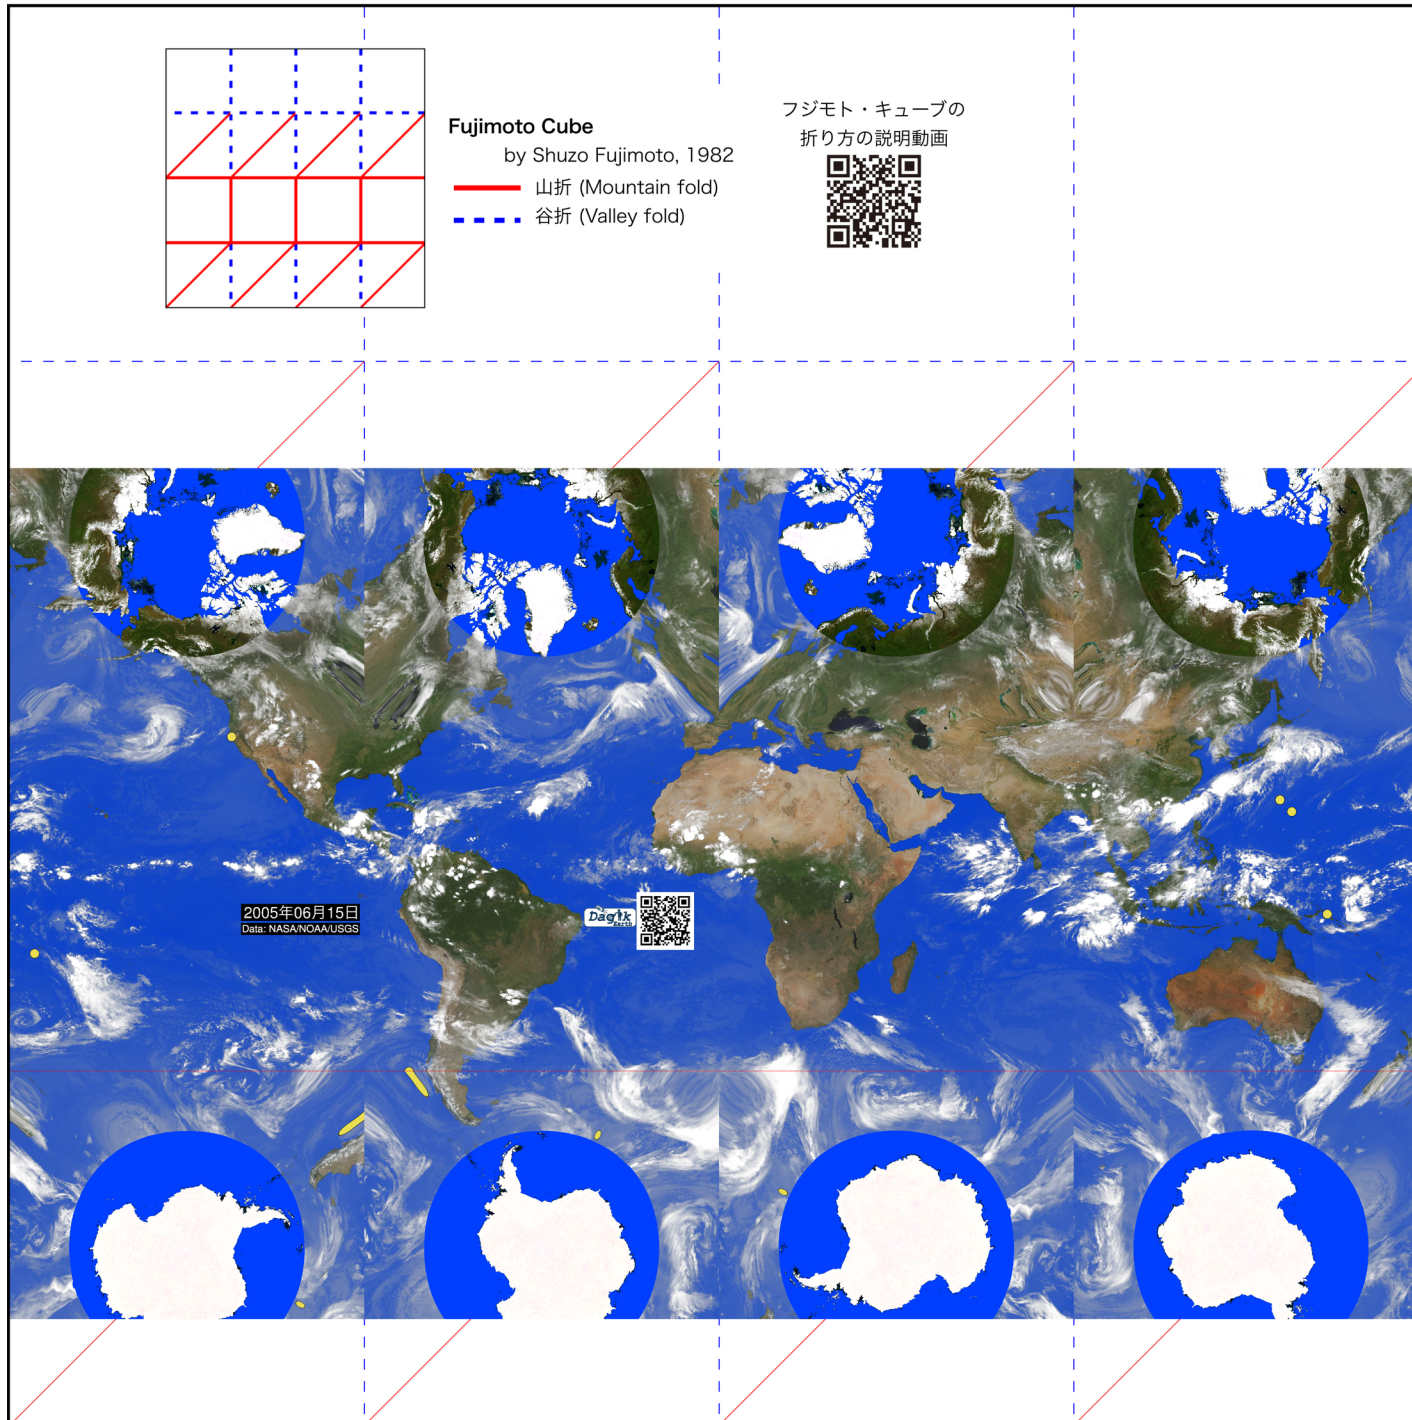 Fujimoto Cube
by Shuzo Fujimoto, 1982
山折 (Mountain fold)
谷折 (Valley fold)
フジモト・キューブの
折り方の説明動画
2005年06月15日
Data: NASA/NOAA/USGS
Dagik
Earth